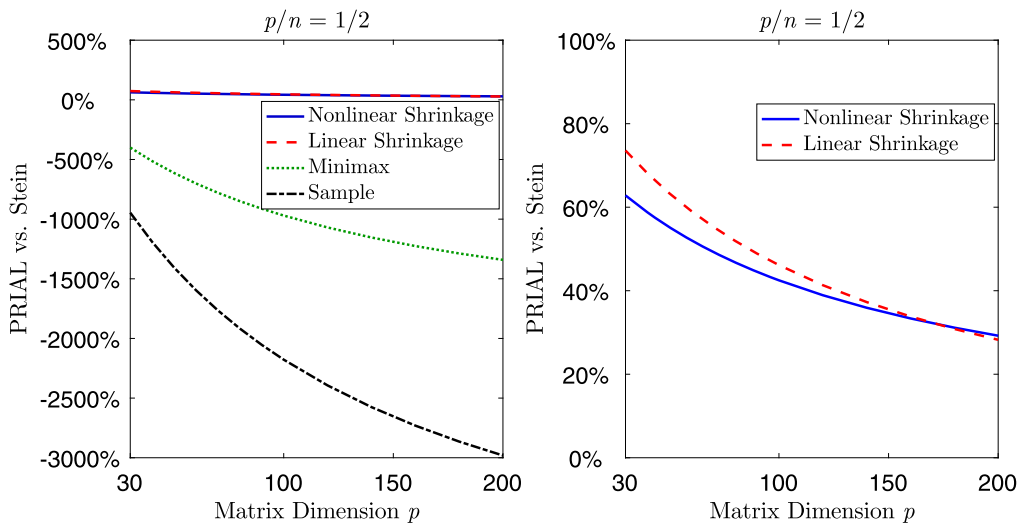 p/n = 1/2
500%
0%
-500%
-1000%
-1500%
-2000%
-2500%
-3000%
PRIAL vs. Stein
Nonlinear Shrinkage
Linear Shrinkage
Minimax
Sample
30
100
150
200
Matrix Dimension p
p/n = 1/2
100%
80%
60%
40%
20%
0%
PRIAL vs. Stein
Nonlinear Shrinkage
Linear Shrinkage
30
100
150
200
Matrix Dimension p